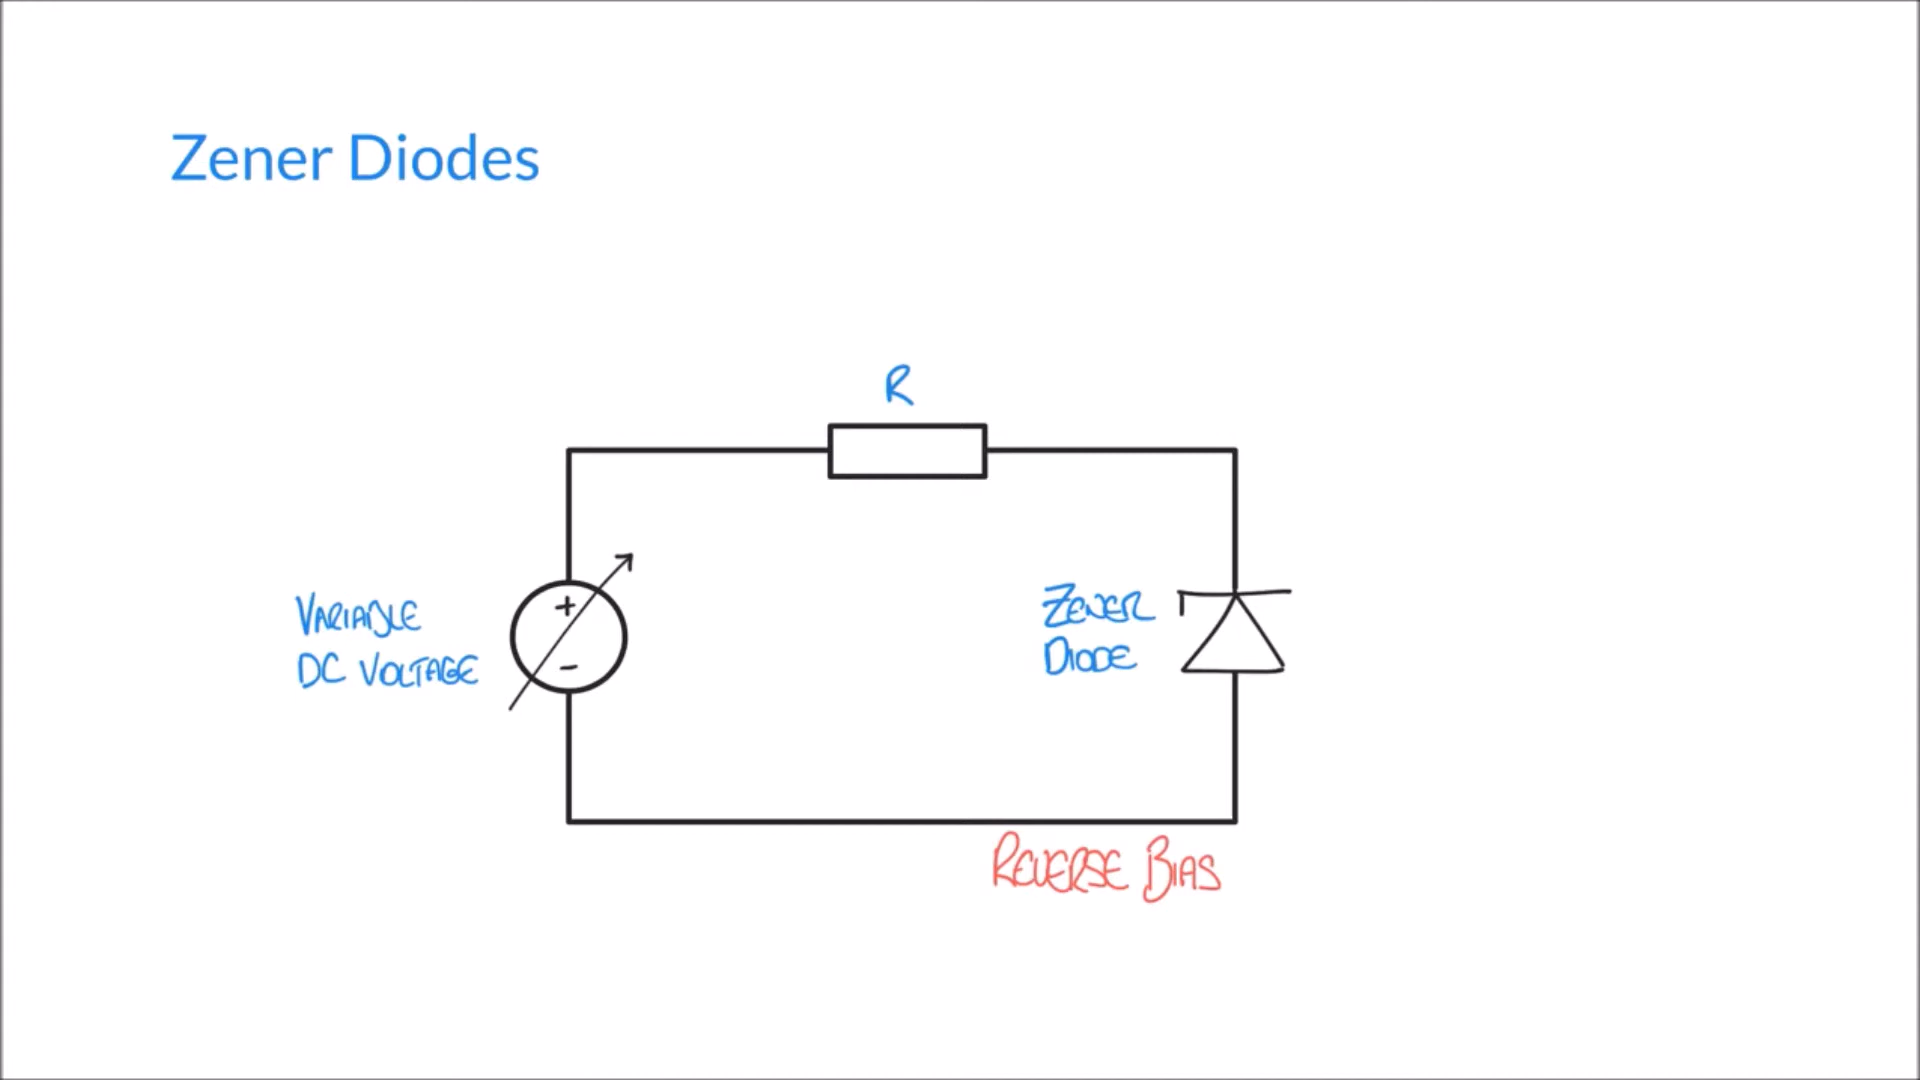 Zener Diodes
R
+
VARIABLE
DC VOLTAGE
-
ZENER
DIODE
REVERSE BIAS